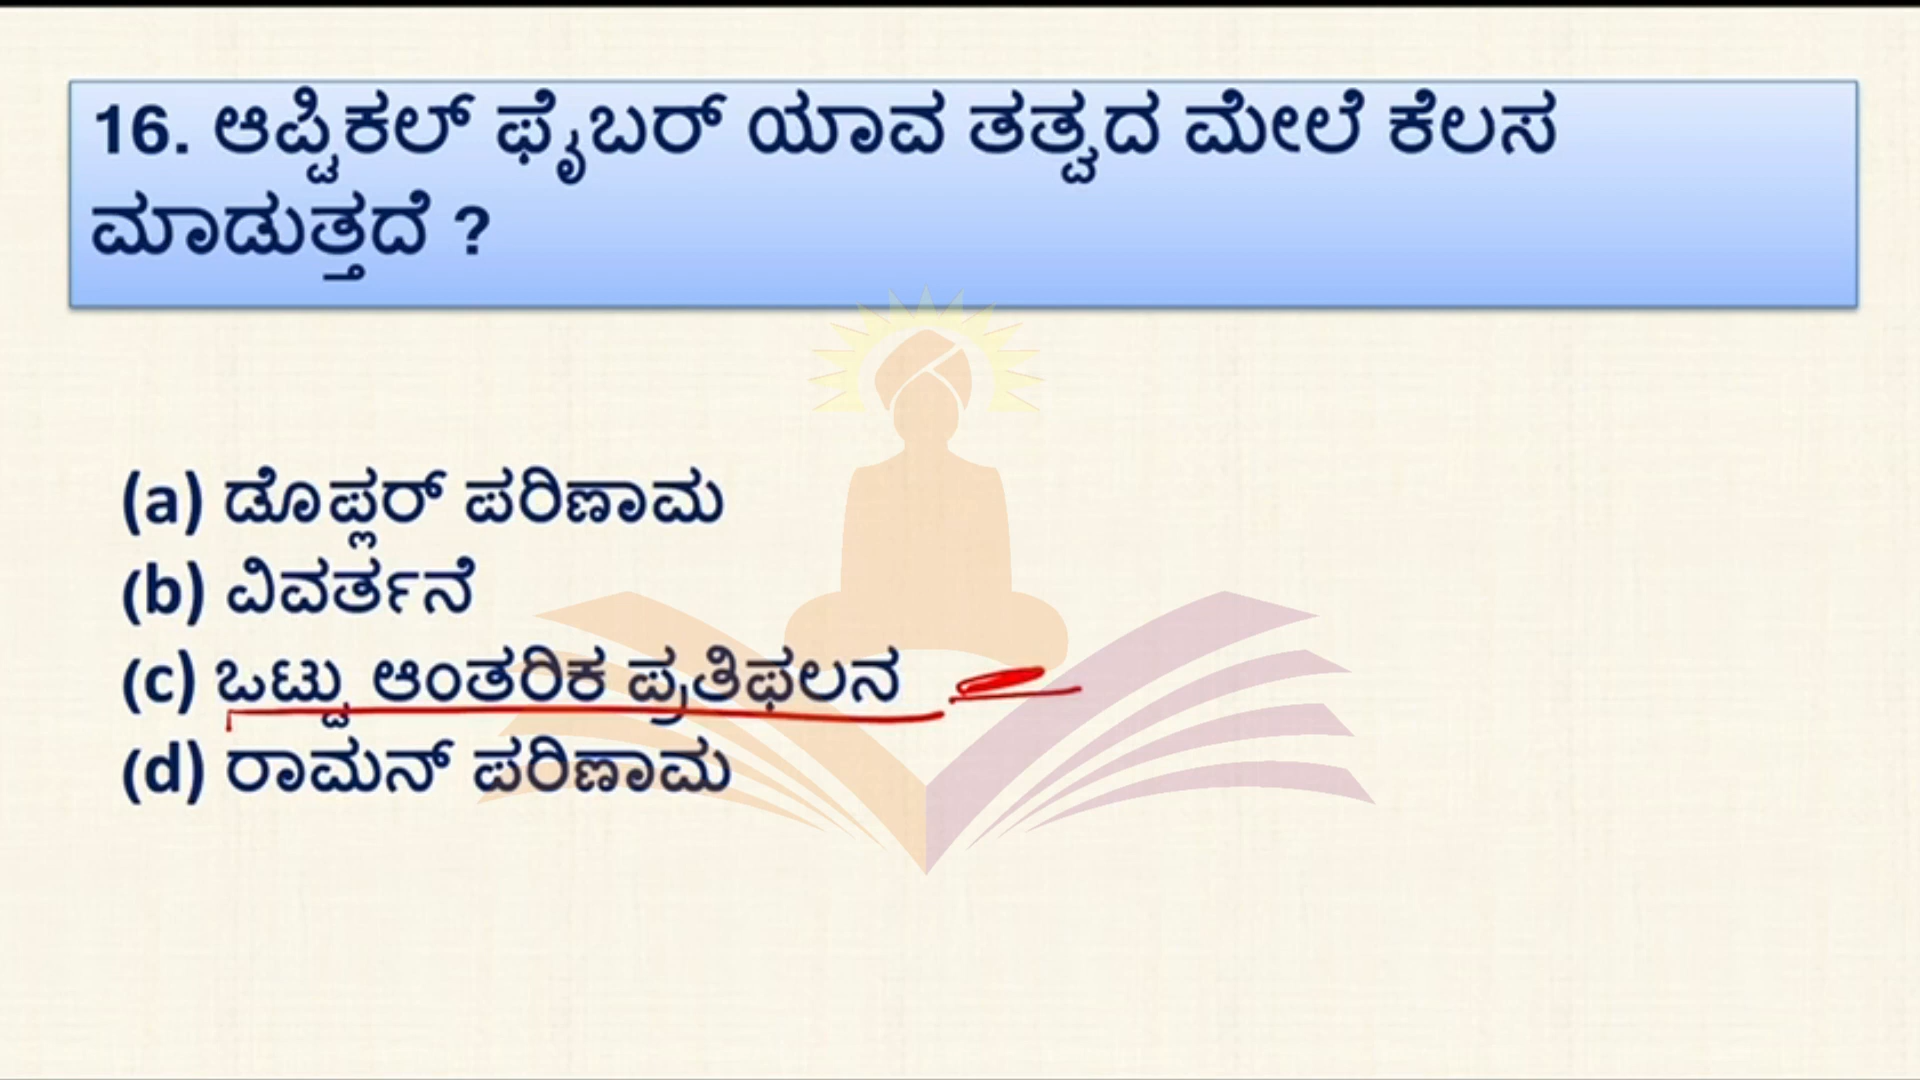 16. ಆಪ್ಟಿಕಲ್ ಫೈಬರ್ ಯಾವ ತತ್ವದ ಮೇಲೆ ಕೆಲಸ
ಮಾಡುತ್ತದೆ ?
(a) ಡೊಪ್ಲರ್ ಪರಿಣಾಮ
(b) ವಿವರ್ತನೆ
(c) ಒಟ್ಟು ಆಂತರಿಕ ಪ್ರತಿಫಲನ
(d) ರಾಮನ್ ಪರಿಣಾಮ